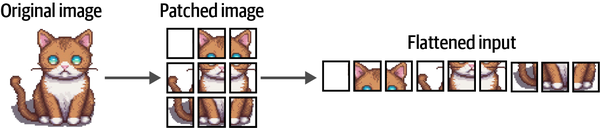 Original image
Patched image
Flattened input